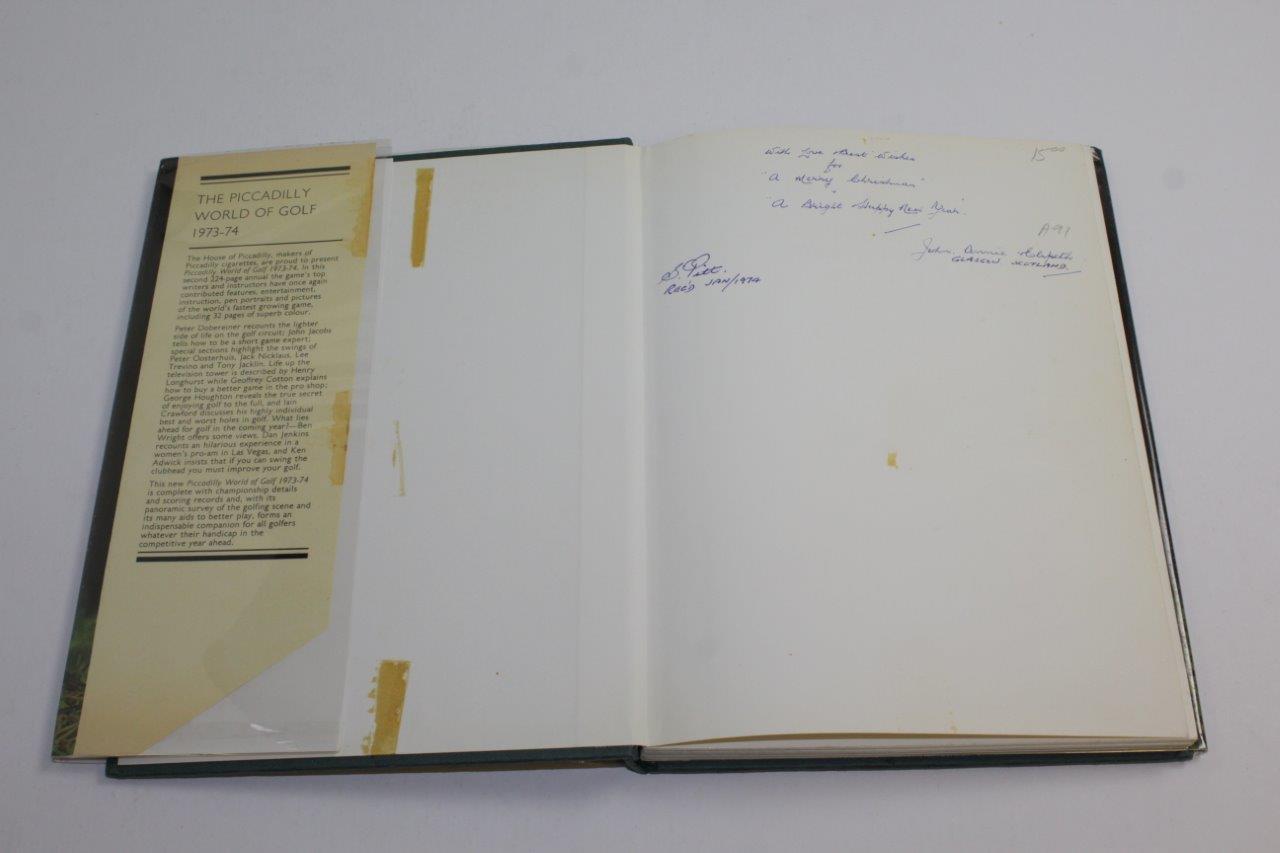 THE PICCADILLY
WORLD OF GOLF
1973-74
The House of Piccadilly, makers of
Piccadilly cigarettes, are proud to present
Piccadilly World of Golf 1973-74. In this
second 224-page annual the game's top
writers and instructors have once again
contributed features, entertainment,
instruction, pen portraits and pictures
of the world's fastest growing game,
including 32 pages of superb colour.
Peter Dobereiner recounts the lighter
side of life on the golf circuit; John Jacobs
tells how to be a short game expert;
special sections highlight the swings of
Peter Oosterhuis, Jack Nicklaus, Lee
Trevino and Tony Jacklin. Life up the
television tower is described by Henry
Longhurst while Geoffrey Cotton explains
how to buy a better game in the pro shop;
George Houghton reveals the true secret
of enjoying golf to the full, and Iain
Crawford discusses his highly individual
best and worst holes in golf. What lies
ahead for golf in the coming year?—Ben
Wright offers some views. Dan Jenkins
recounts an hilarious experience in a
women's pro-am in Las Vegas, and Ken
Adwick insists that if you can swing the
clubhead you must improve your golf.
This new Piccadilly World of Golf 1973-74
is complete with championship details
and scoring records and, with its
panoramic survey of the golfing scene and
its many aids to better play, forms an
indispensable companion for all golfers
whatever their handicap in the
competitive year ahead.
With Love Best Wishes
for
"A Merry Christmas"
"A Bright Happy New Year".
15.00
A-91
John, Annie
GLASGOW SCOTLAND
S. Pitt.
REC'D JAN/1974